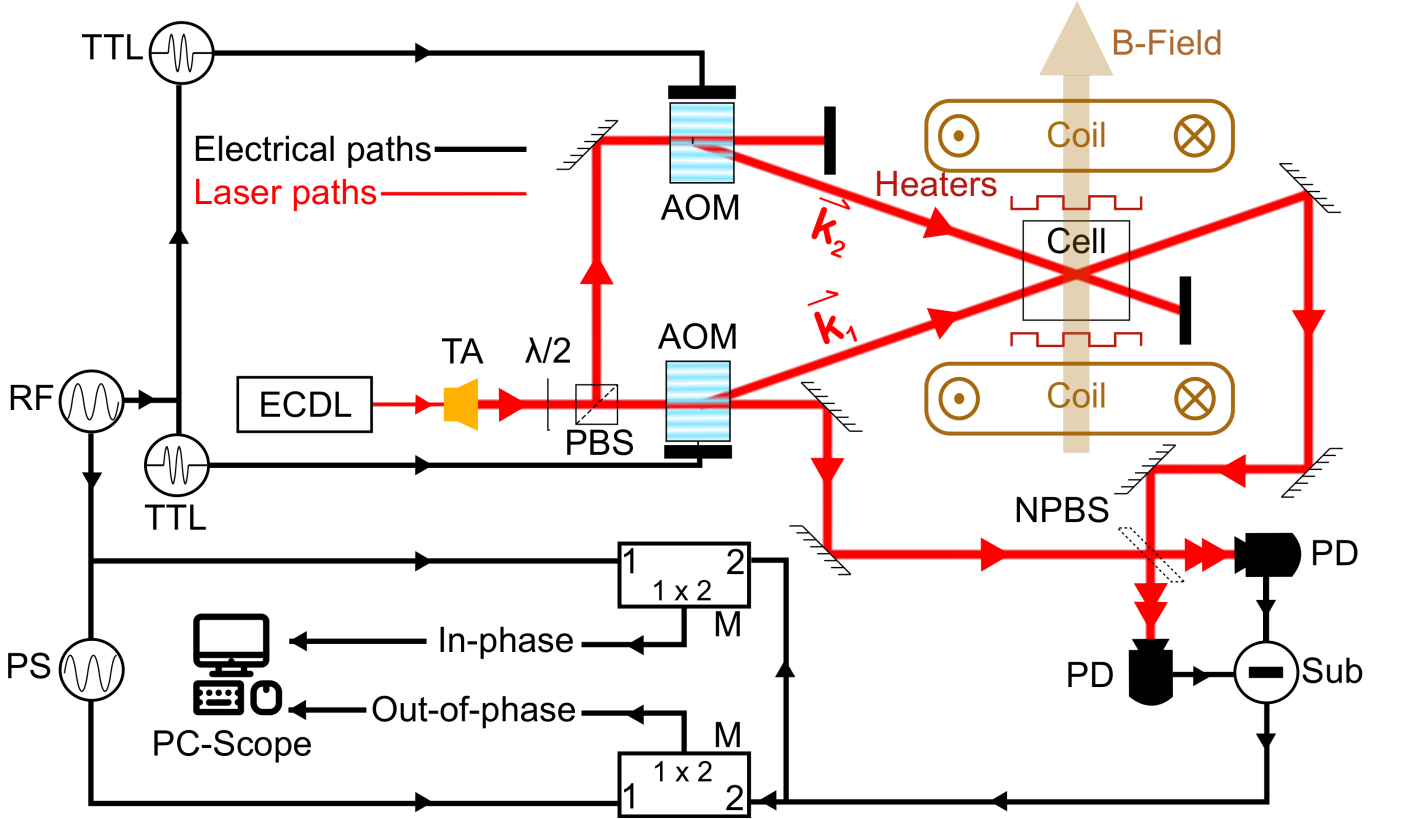 TTL
B-Field
Coil
Electrical paths
Laser paths
AOM
Heaters
k₂
Cell
k₁
AOM
TA
λ/2
RF
ECDL
PBS
Coil
TTL
NPBS
PD
1
2
1 x 2
M
In-phase
PS
PD
Sub
Out-of-phase
PC-Scope
M
1 x 2
1
2